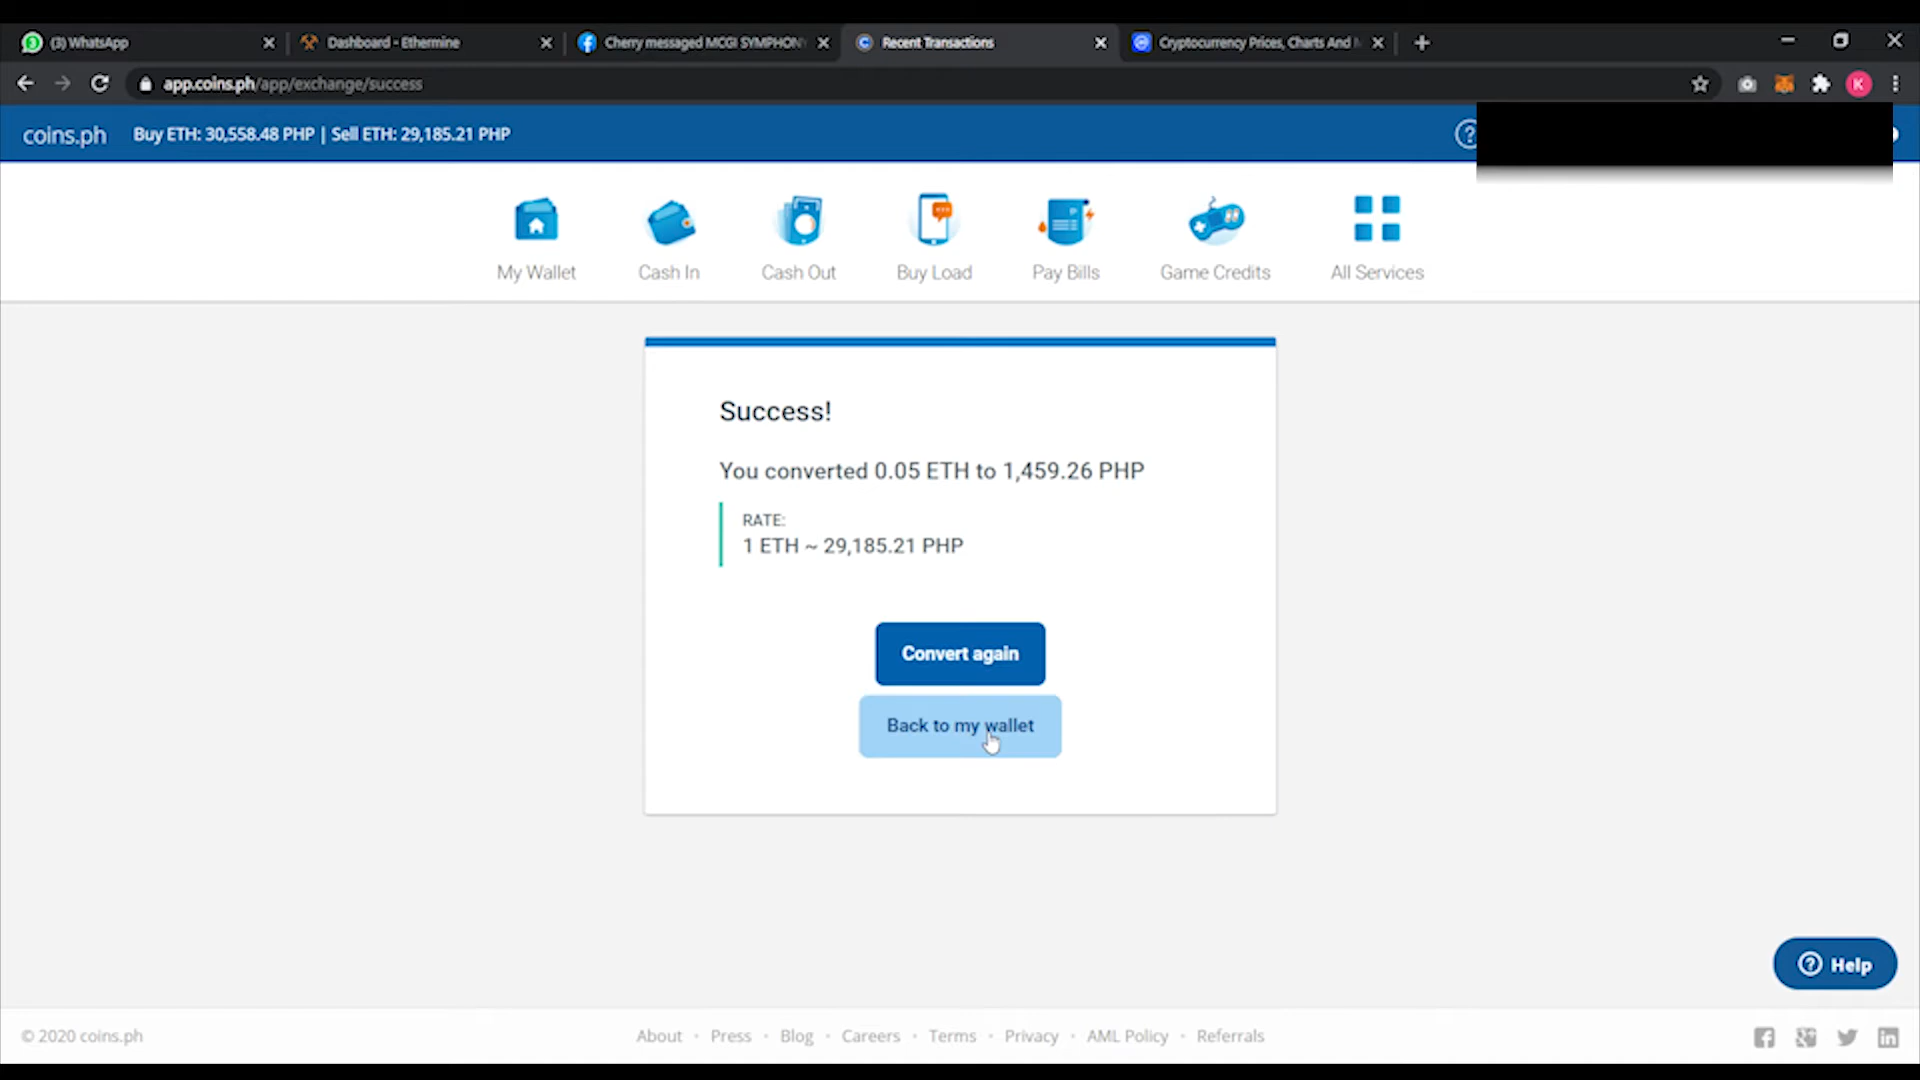 (3) WhatsApp
Dashboard - Ethermine
Cherry messaged MCGI SYMPHON
Recent Transactions
Cryptocurrency Prices, Charts And
app.coins.ph/app/exchange/success
K
coins.ph
Buy ETH: 30,558.48 PHP | Sell ETH: 29,185.21 PHP
My Wallet
Cash In
Cash Out
Buy Load
Pay Bills
Game Credits
All Services
Success!
You converted 0.05 ETH to 1,459.26 PHP
RATE:
1 ETH ~ 29,185.21 PHP
Convert again
Back to my wallet
Help
© 2020 coins.ph
About • Press • Blog • Careers • Terms • Privacy • AML Policy • Referrals